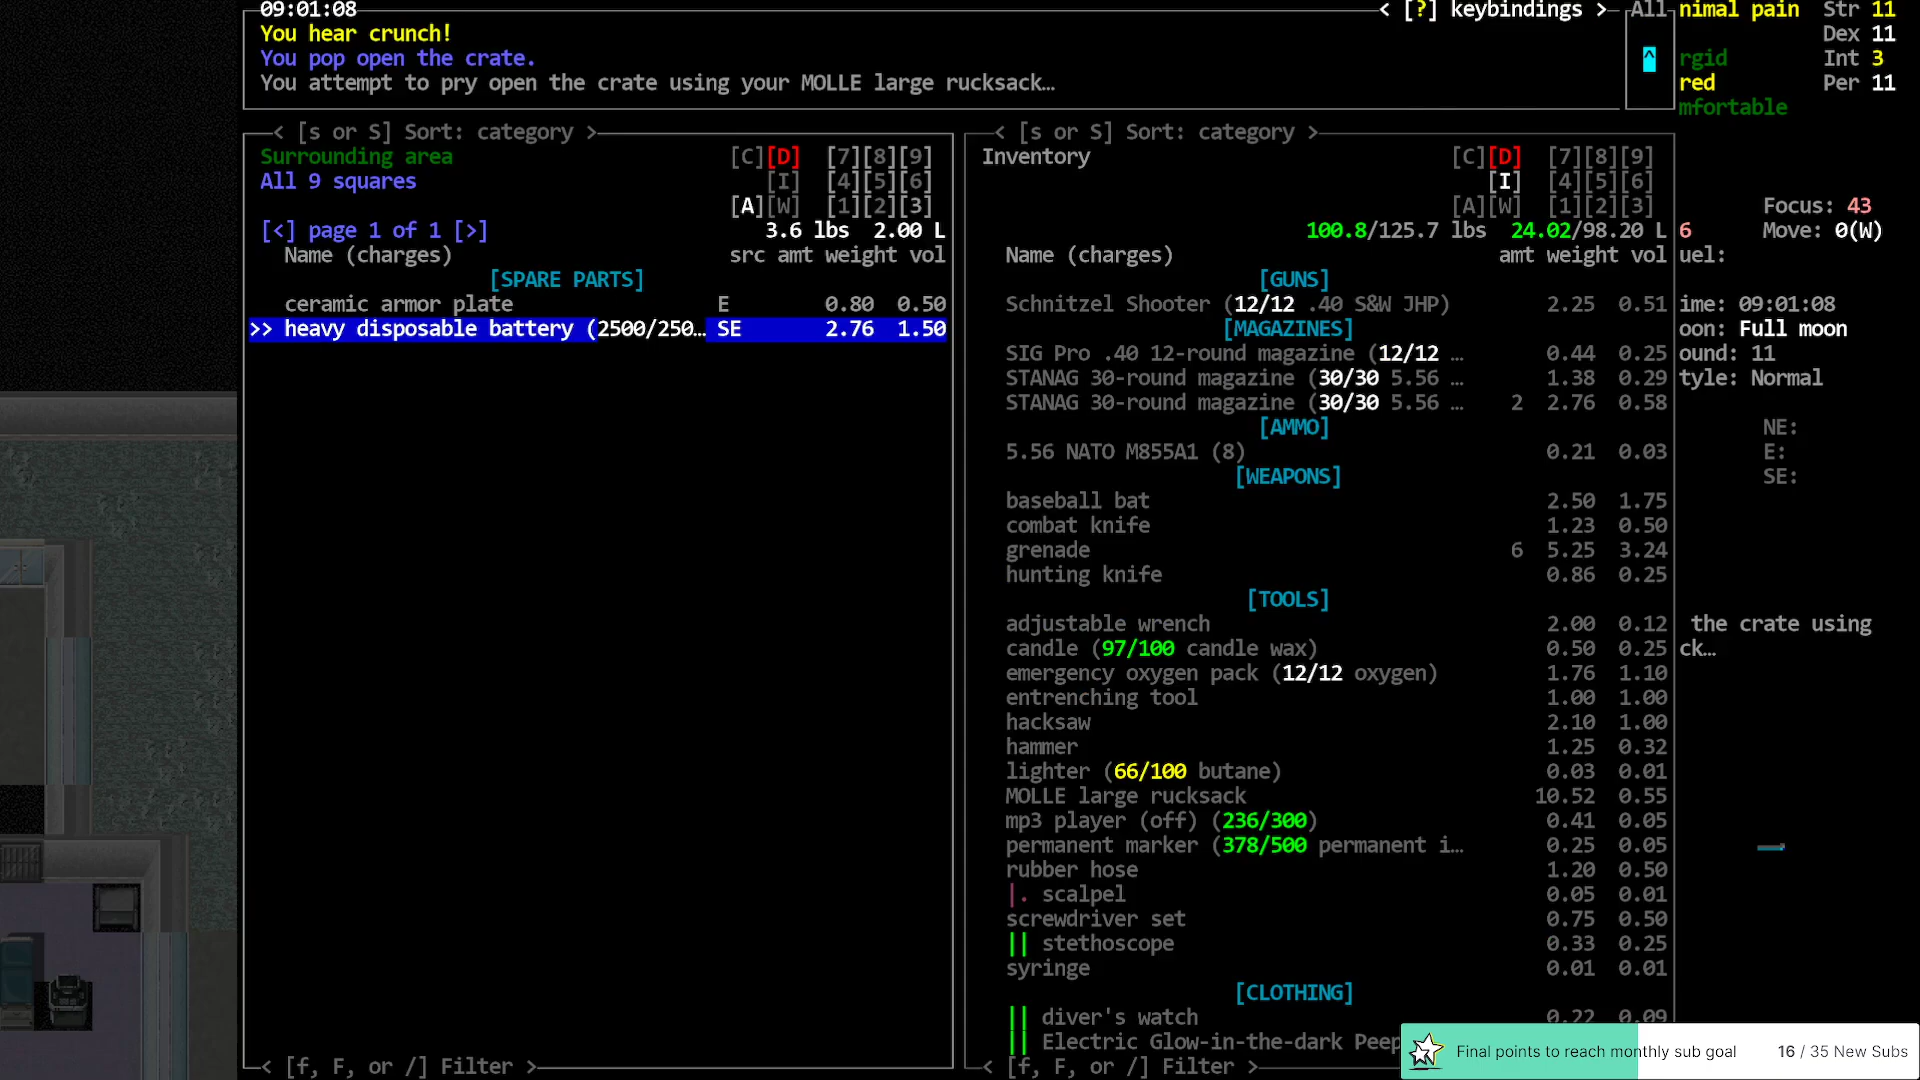 09:01:08
You hear crunch!
You pop open the crate.
You attempt to pry open the crate using your MOLLE large rucksack…
< [?] keybindings >
All
^
nimal pain
Str 11
Dex 11
rgid
Int 3
red
Per 11
mfortable
< [s or S] Sort: category >
Surrounding area
All 9 squares
[C][D] [7][8][9]
[I] [4][5][6]
[A][W] [1][2][3]
[<] page 1 of 1 [>]
3.6 lbs 2.00 L
Name (charges) src amt weight vol
[SPARE PARTS]
ceramic armor plate E 0.80 0.50
>> heavy disposable battery (2500/250… SE 2.76 1.50
< [f, F, or /] Filter >
< [s or S] Sort: category >
Inventory
[C][D] [7][8][9]
[I] [4][5][6]
[A][W] [1][2][3]
100.8/125.7 lbs 24.02/98.20 L
Name (charges) amt weight vol
[GUNS]
Schnitzel Shooter (12/12 .40 S&W JHP) 2.25 0.51
[MAGAZINES]
SIG Pro .40 12-round magazine (12/12 … 0.44 0.25
STANAG 30-round magazine (30/30 5.56 … 1.38 0.29
STANAG 30-round magazine (30/30 5.56 … 2 2.76 0.58
[AMMO]
5.56 NATO M855A1 (8) 0.21 0.03
[WEAPONS]
baseball bat 2.50 1.75
combat knife 1.23 0.50
grenade 6 5.25 3.24
hunting knife 0.86 0.25
[TOOLS]
adjustable wrench 2.00 0.12
candle (97/100 candle wax) 0.50 0.25
emergency oxygen pack (12/12 oxygen) 1.76 1.10
entrenching tool 1.00 1.00
hacksaw 2.10 1.00
hammer 1.25 0.32
lighter (66/100 butane) 0.03 0.01
MOLLE large rucksack 10.52 0.55
mp3 player (off) (236/300) 0.41 0.05
permanent marker (378/500 permanent i… 0.25 0.05
rubber hose 1.20 0.50
|. scalpel 0.05 0.01
screwdriver set 0.75 0.50
|| stethoscope 0.33 0.25
syringe 0.01 0.01
[CLOTHING]
|| diver's watch 0.22 0.09
|| Electric Glow-in-the-dark Peep
< [f, F, or /] Filter >
Focus: 43
6 Move: 0(W)
uel:
ime: 09:01:08
oon: Full moon
ound: 11
tyle: Normal
NE:
E:
SE:
the crate using
ck…
Final points to reach monthly sub goal 16 / 35 New Subs